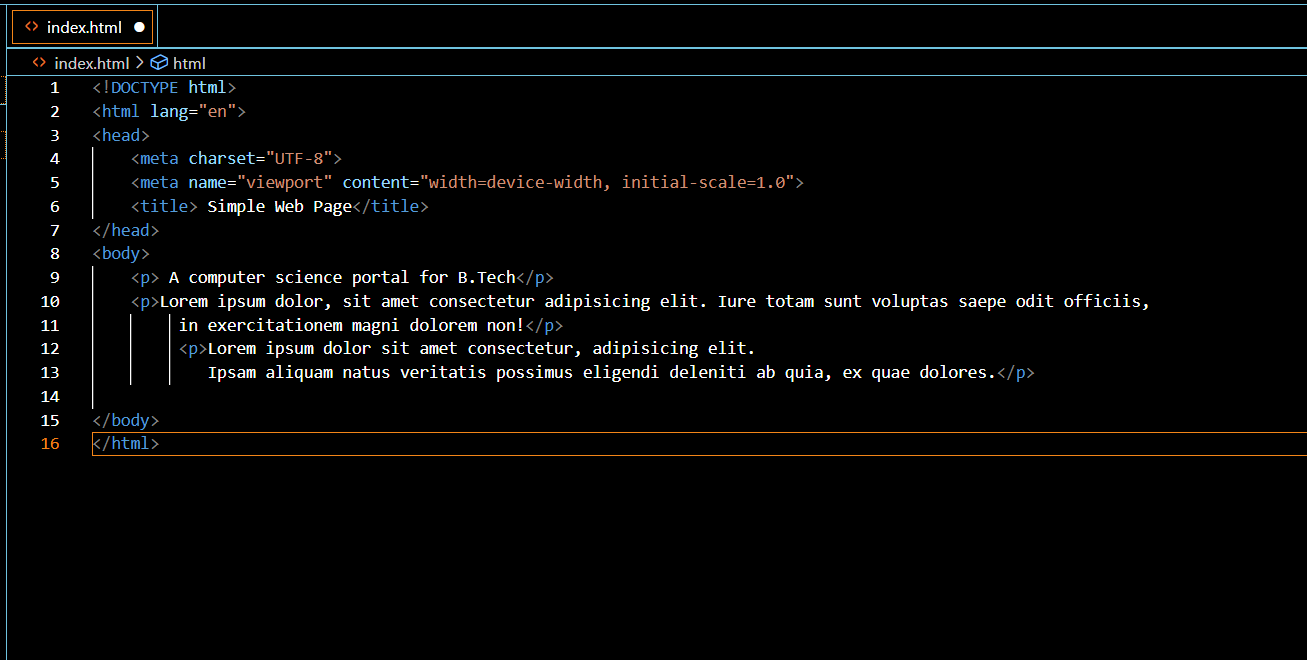 index.html
index.html > html
1 <!DOCTYPE html>
2 <html lang="en">
3 <head>
4     <meta charset="UTF-8">
5     <meta name="viewport" content="width=device-width, initial-scale=1.0">
6     <title> Simple Web Page</title>
7 </head>
8 <body>
9     <p> A computer science portal for B.Tech</p>
10     <p>Lorem ipsum dolor, sit amet consectetur adipisicing elit. Iure totam sunt voluptas saepe odit officiis,
11          in exercitationem magni dolorem non!</p>
12          <p>Lorem ipsum dolor sit amet consectetur, adipisicing elit.
13             Ipsam aliquam natus veritatis possimus eligendi deleniti ab quia, ex quae dolores.</p>
14
15 </body>
16 </html>